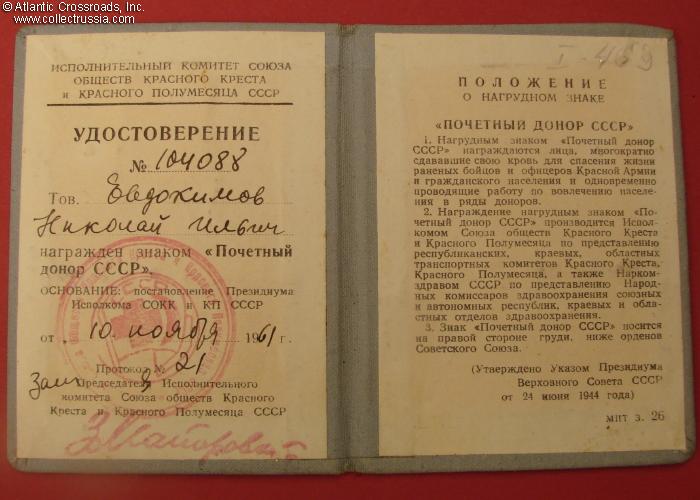 © Atlantic Crossroads, Inc.
www.collectrussia.com
ИСПОЛНИТЕЛЬНЫЙ КОМИТЕТ СОЮЗА
ОБЩЕСТВ КРАСНОГО КРЕСТА
и КРАСНОГО ПОЛУМЕСЯЦА СССР
УДОСТОВЕРЕНИЕ
№ 104088
Тов. Евдокимов
Николай Ильич
награжден знаком «Почетный
донор СССР».
ОСНОВАНИЕ: постановление Президиума
Исполкома СОКК и КП СССР
от „ 10 ноября 1961 г.
Протокол № 21
Зам Председателя Исполнительного
комитета Союза обществ Красного
Креста и Красного Полумесяца СССР
I-469
ПОЛОЖЕНИЕ
О НАГРУДНОМ ЗНАКЕ
«ПОЧЕТНЫЙ ДОНОР СССР»
1. Нагрудным знаком «Почетный донор
СССР» награждаются лица, многократно
сдававшие свою кровь для спасения жизни
раненых бойцов и офицеров Красной Армии
и гражданского населения и одновременно
проводящие работу по вовлечению населе-
ния в ряды доноров.
2. Награждение нагрудным знаком «По-
четный донор СССР» производится Испол-
комом Союза обществ Красного Креста
и Красного Полумесяца по представлению
республиканских, краевых, областных
транспортных комитетов Красного Креста,
Красного Полумесяца, а также Нарком-
здравом СССР по представлению Народ-
ных комиссаров здравоохранения союзных
и автономных республик, краевых и об-
ластных отделов здравоохранения.
3. Знак «Почетный донор СССР» носится
на правой стороне груди, ниже орденов
Советского Союза.
(Утверждено Указом Президиума
Верховного Совета СССР
от 24 июня 1944 года)
МПТ з. 26